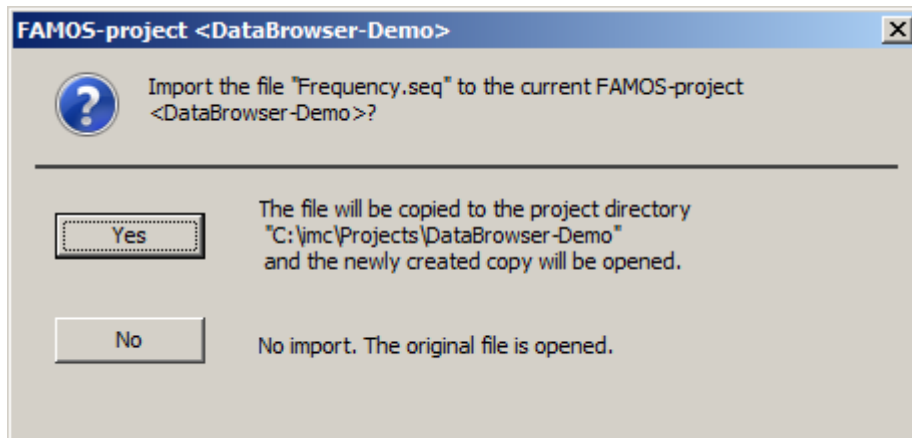 FAMOS-project <DataBrowser-Demo>
Import the file "Frequency.seq" to the current FAMOS-project
<DataBrowser-Demo>?
Yes
The file will be copied to the project directory
"C:\imc\Projects\DataBrowser-Demo"
and the newly created copy will be opened.
No
No import. The original file is opened.